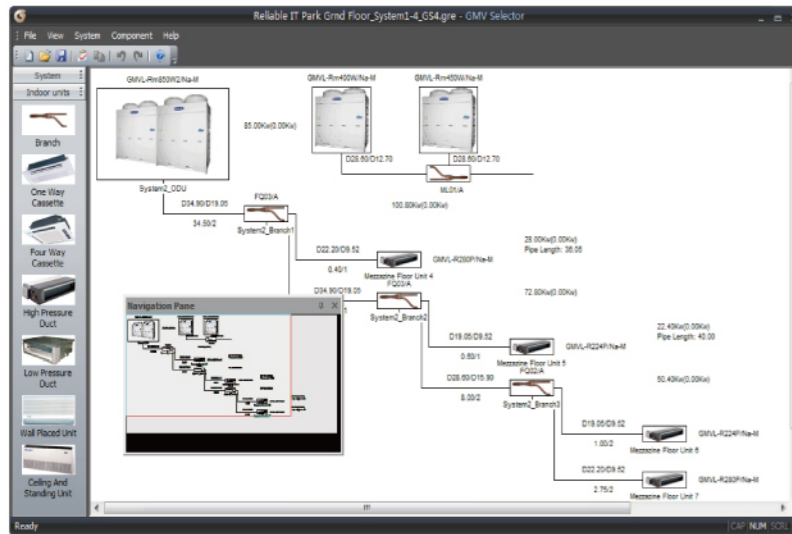 Reliable IT Park Grnd Floor_System1-4_GS4.gre - GMV Selector
File View System Component Help
System
Indoor units
Branch
One Way
Cassette
Four Way
Cassette
High Pressure
Duct
Low Pressure
Duct
Wall Placed Unit
Celing And
Standing Unit
GMVL-Rm850W2/Na-M
GMVL-Rm400W/Na-M
GMVL-Rm450W/Na-M
85.00Kw(0.00Kw)
D28.60/D12.70
D28.60/D12.70
ML01/A
System2_ODU
D34.90/D19.05
34.50/2
FQ03/A
System2_Branch1
100.80Kw(0.00Kw)
D22.20/D9.52
0.40/1
GMVL-R280P/Na-M
Mezzazine Floor Unit 4
28.00Kw(0.00Kw)
Pipe Length: 36.05
D34.90/D19.05
FQ03/A
System2_Branch2
72.80Kw(0.00Kw)
Navigation Pane
D19.05/D9.52
0.50/1
GMVL-R224P/Na-M
Mezzazine Floor Unit 5
22.40Kw(0.00Kw)
Pipe Length: 40.00
D28.60/D15.90
8.00/2
FQ02/A
System2_Branch3
50.40Kw(0.00Kw)
D19.05/D9.52
1.00/2
GMVL-R224P/Na-M
Mezzazine Floor Unit 6
D22.20/D9.52
2.75/2
GMVL-R280P/Na-M
Mezzazine Floor Unit 7
Ready
CAP NUM SCRL